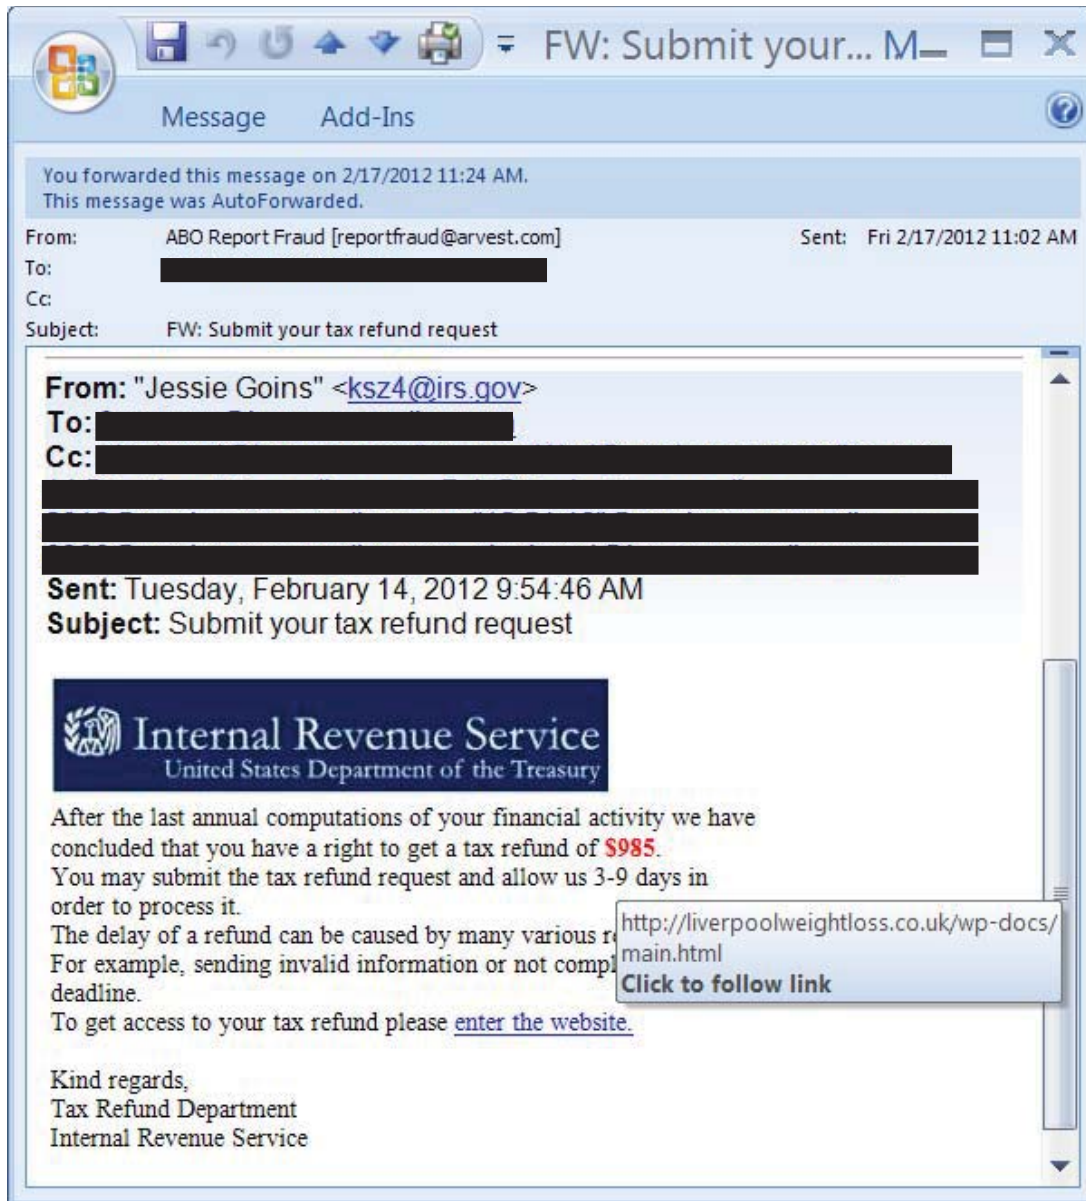 FW: Submit your... M
Message Add-Ins
You forwarded this message on 2/17/2012 11:24 AM.
This message was AutoForwarded.
From: ABO Report Fraud [reportfraud@arvest.com] Sent: Fri 2/17/2012 11:02 AM
To:
Cc:
Subject: FW: Submit your tax refund request
From: "Jessie Goins" <ksz4@irs.gov>
To:
Cc:
Sent: Tuesday, February 14, 2012 9:54:46 AM
Subject: Submit your tax refund request
Internal Revenue Service
United States Department of the Treasury
After the last annual computations of your financial activity we have
concluded that you have a right to get a tax refund of $985.
You may submit the tax refund request and allow us 3-9 days in
order to process it.
The delay of a refund can be caused by many various
For example, sending invalid information or not
deadline.
http://liverpoolweightloss.co.uk/wp-docs/
main.html
Click to follow link
To get access to your tax refund please enter the website.
Kind regards,
Tax Refund Department
Internal Revenue Service